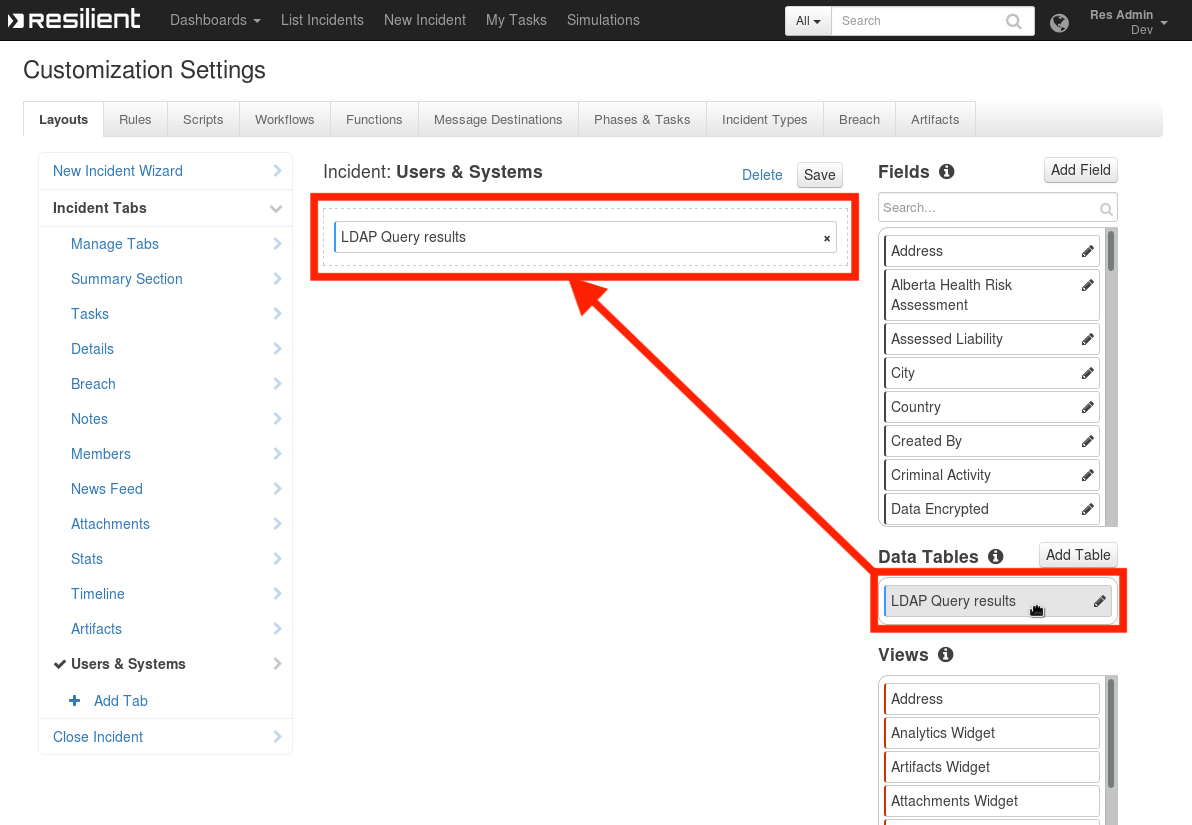 Resilient
Dashboards List Incidents New Incident My Tasks Simulations
All Search
Res Admin
Dev
Customization Settings
Layouts Rules Scripts Workflows Functions Message Destinations Phases & Tasks Incident Types Breach Artifacts
New Incident Wizard
Incident Tabs
Manage Tabs
Summary Section
Tasks
Details
Breach
Notes
Members
News Feed
Attachments
Stats
Timeline
Artifacts
Users & Systems
Add Tab
Close Incident
Incident: Users & Systems
Delete Save
LDAP Query results
Fields Add Field
Search...
Address
Alberta Health Risk
Assessment
Assessed Liability
City
Country
Created By
Criminal Activity
Data Encrypted
Data Tables Add Table
LDAP Query results
Views
Address
Analytics Widget
Artifacts Widget
Attachments Widget